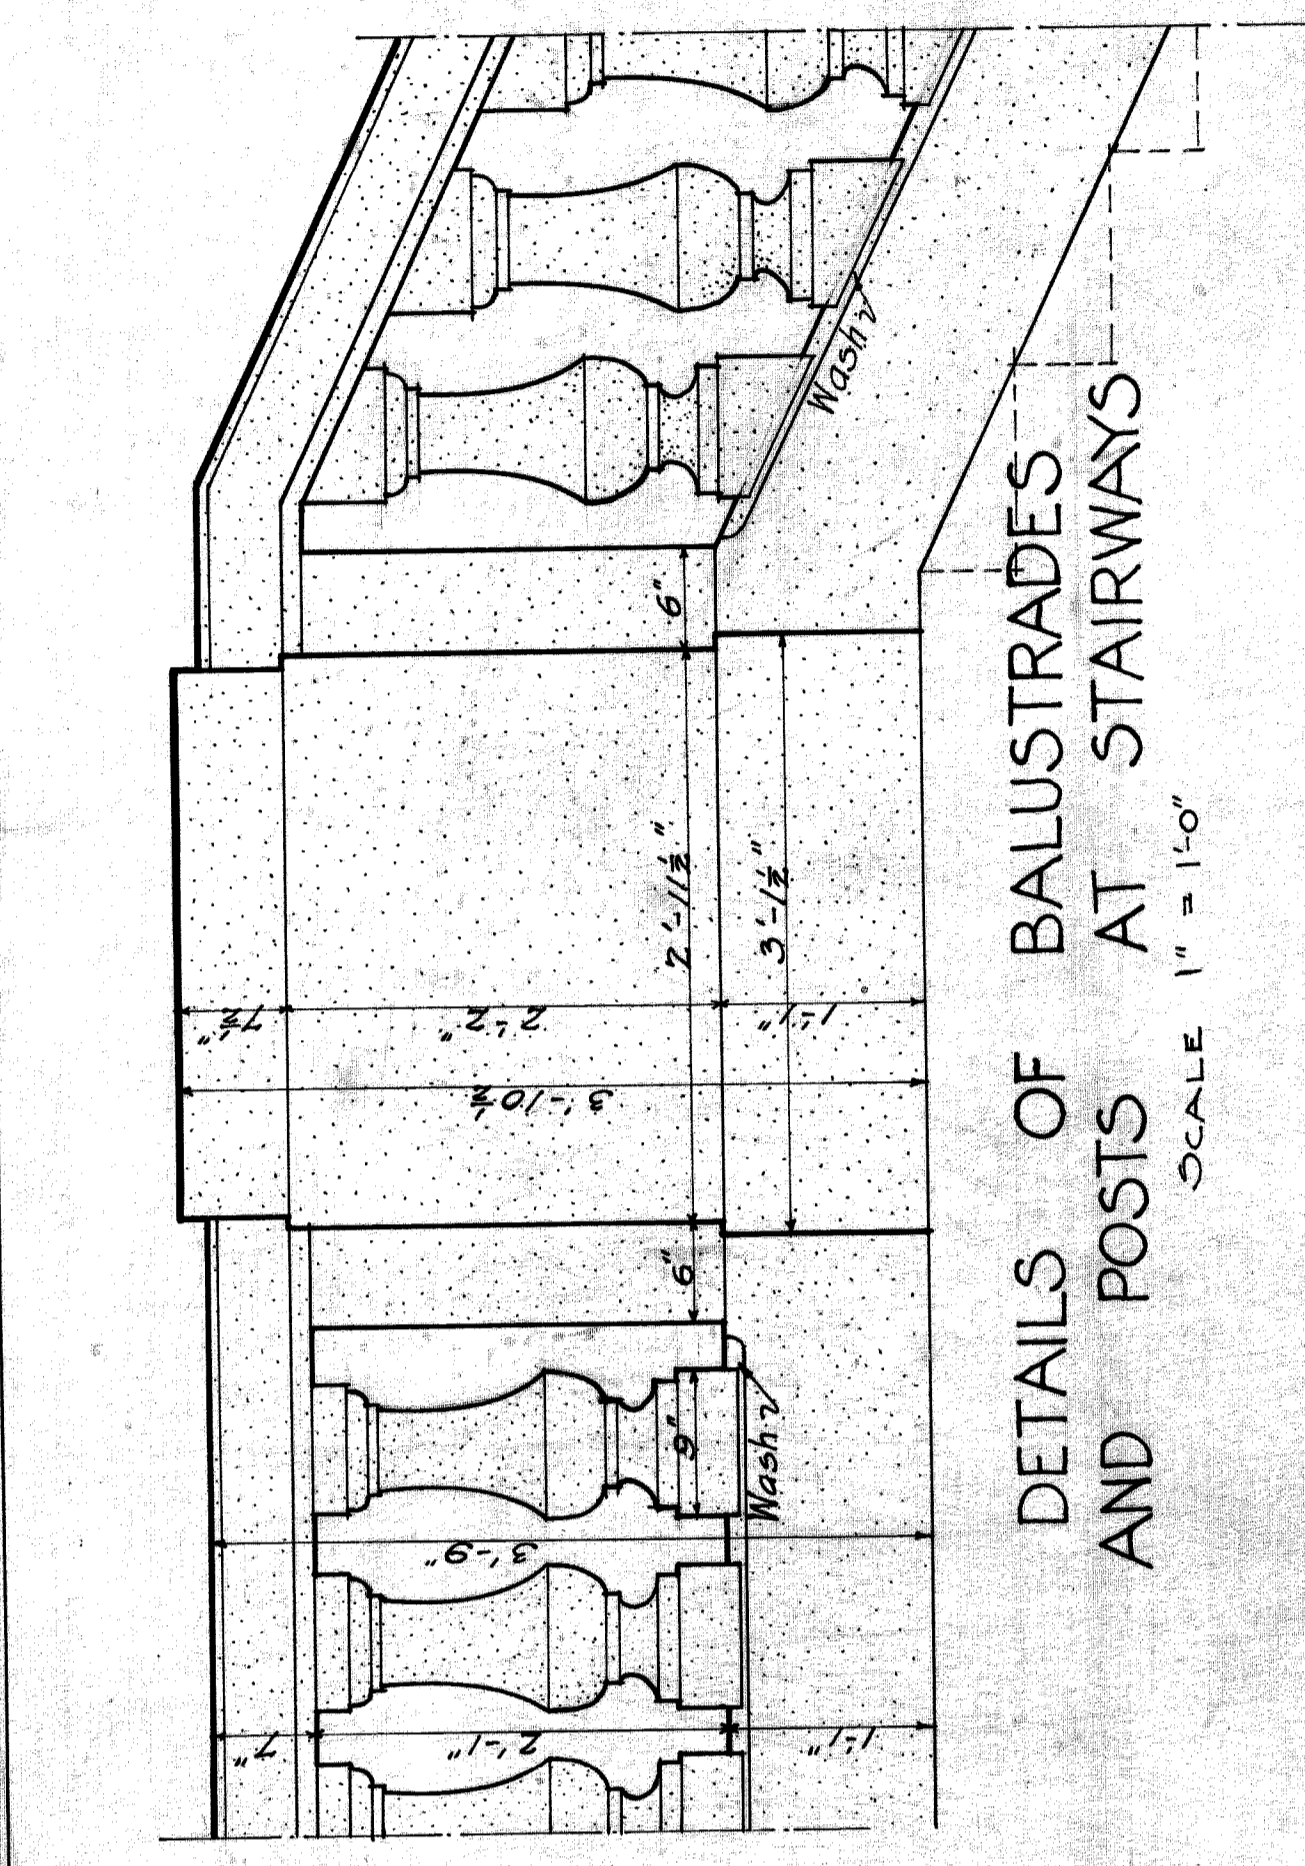 7"
2'-1"
1'-1"
3'-9"
9"
Wash
6"
3'-10½
7½"
2'-2"
1'-1"
2'-11½"
3'-1½"
6"
Wash
DETAILS OF BALUSTRADES
AND POSTS AT STAIRWAYS
SCALE 1" = 1'-0"